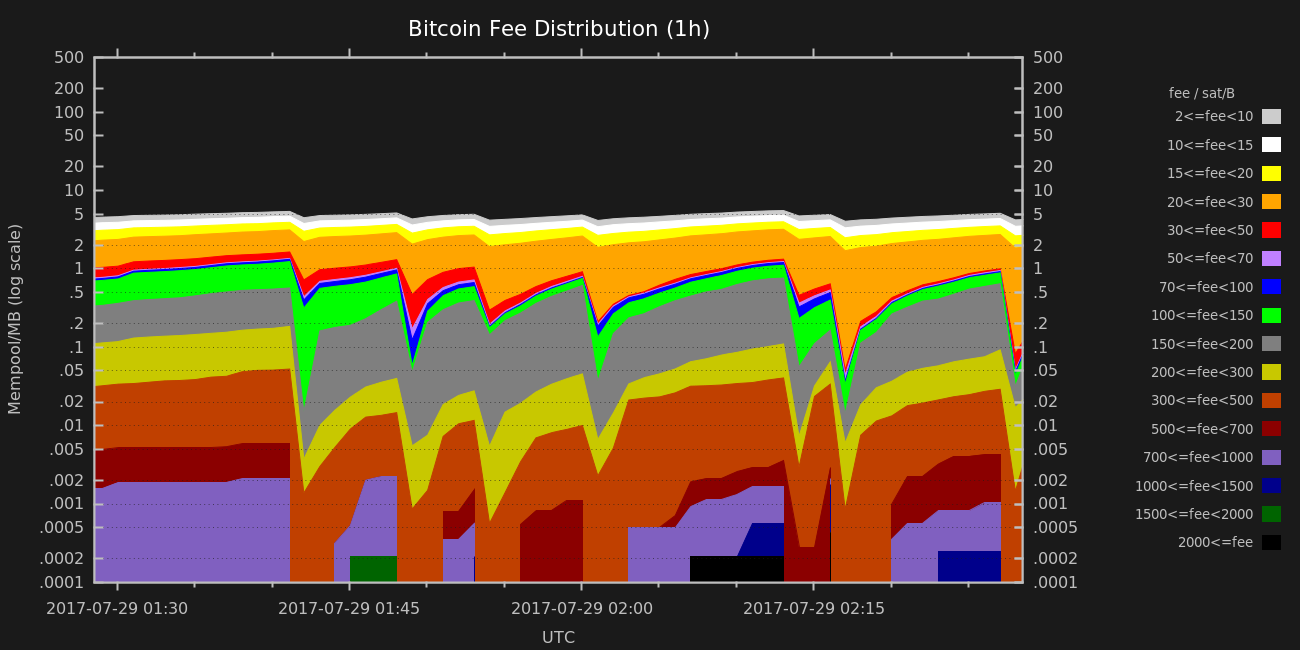 Bitcoin Fee Distribution (1h)
500 500
200 200
100 100
50 50
20 20
10 10
5 5
2 2
1 1
.5 .5
.2 .2
.1 .1
.05 .05
.02 .02
.01 .01
.005 .005
.002 .002
.001 .001
.0005 .0005
.0002 .0002
.0001 .0001
Mempool/MB (log scale)
2017-07-29 01:30 2017-07-29 01:45 2017-07-29 02:00 2017-07-29 02:15
UTC
fee / sat/B
2<=fee<10
10<=fee<15
15<=fee<20
20<=fee<30
30<=fee<50
50<=fee<70
70<=fee<100
100<=fee<150
150<=fee<200
200<=fee<300
300<=fee<500
500<=fee<700
700<=fee<1000
1000<=fee<1500
1500<=fee<2000
2000<=fee